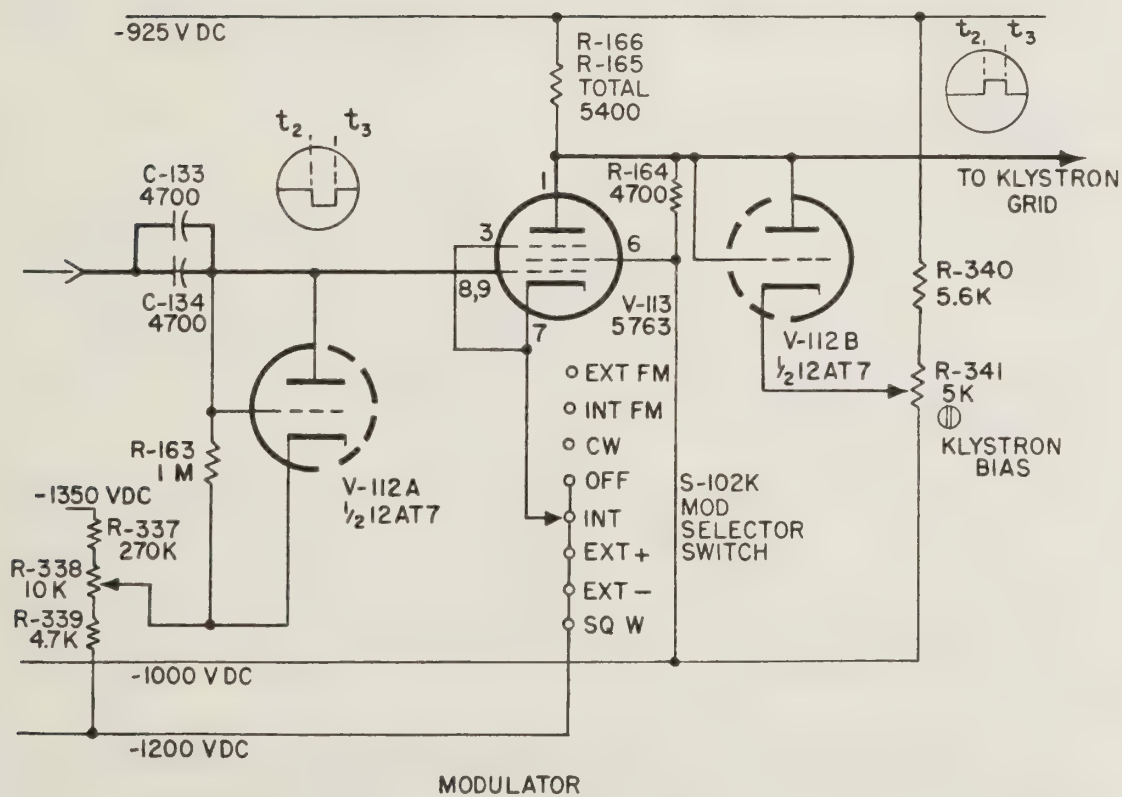 -925 V DC
R-166
R-165
TOTAL
5400
t₂ t₃
t₂ t₃
C-133
4700
C-134
4700
1
3
6
8,9
7
R-164
4700
TO KLYSTRON
GRID
V-113
5763
R-340
5.6K
V-112B
½ 12AT7
R-341
5K
KLYSTRON
BIAS
R-163
1 M
V-112A
½ 12AT7
EXT FM
INT FM
CW
OFF
INT
EXT +
EXT -
SQ W
S-102K
MOD
SELECTOR
SWITCH
-1350 VDC
R-337
270K
R-338
10K
R-339
4.7K
-1000 V DC
-1200 VDC
MODULATOR